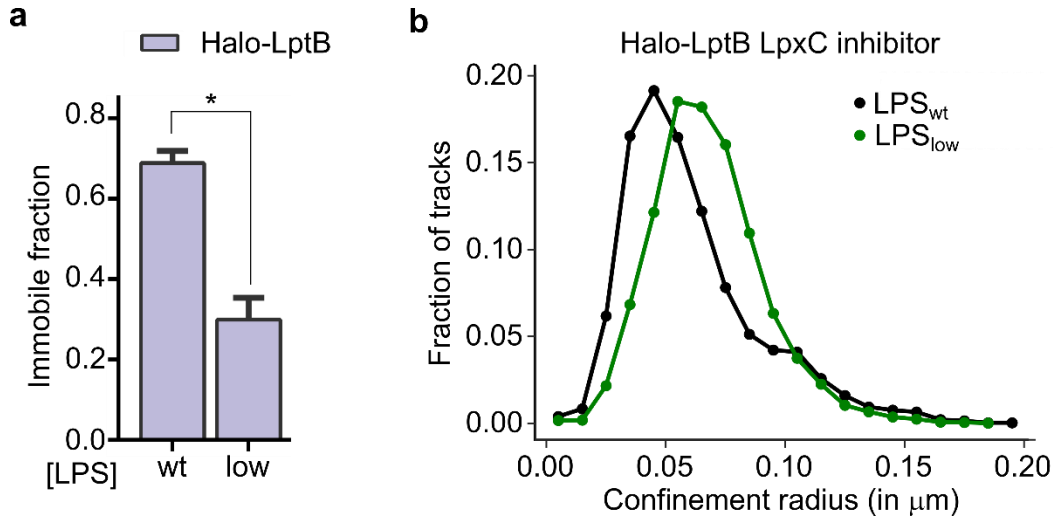 a
Halo-LptB
*
0.8
0.6
0.4
0.2
0.0
Immobile fraction
[LPS] wt low
b
Halo-LptB LpxC inhibitor
LPSwt
LPSlow
0.20
0.15
0.10
0.05
0.00
Fraction of tracks
0.00 0.05 0.10 0.15 0.20
Confinement radius (in μm)